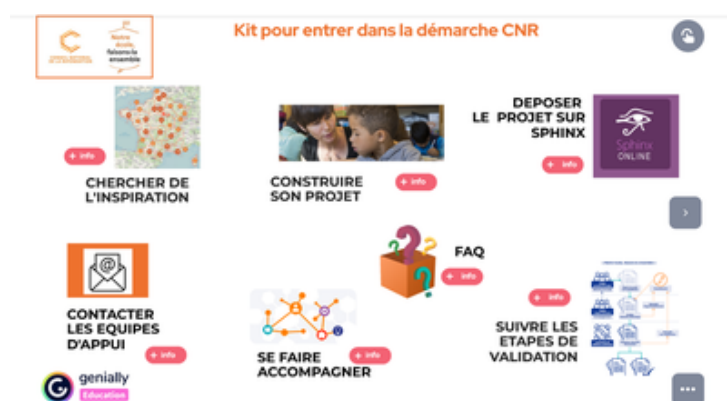 Kit pour entrer dans la démarche CNR
Notre
école,
faisons-la
ensemble
DEPOSER
LE PROJET SUR
SPHINX
+ info
Sphinx
ONLINE
+ info
CHERCHER DE
L'INSPIRATION
CONSTRUIRE
SON PROJET
+ info
FAQ
+ info
CONTACTER
LES EQUIPES
D'APPUI
+ info
SE FAIRE
ACCOMPAGNER
+ info
+ info
SUIVRE LES
ETAPES DE
VALIDATION
genially
Education